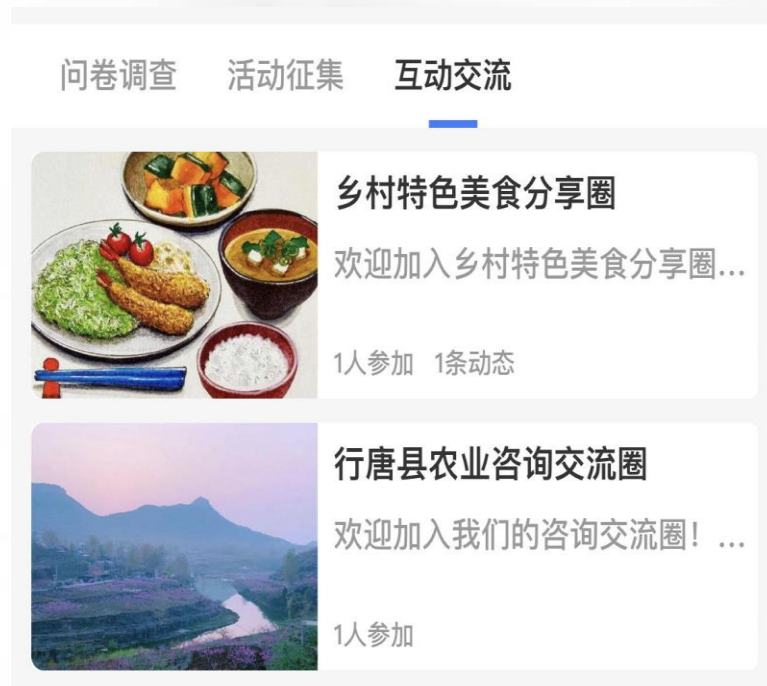 问卷调查 活动征集 互动交流
乡村特色美食分享圈
欢迎加入乡村特色美食分享圈...
1人参加 1条动态
行唐县农业咨询交流圈
欢迎加入我们的咨询交流圈！...
1人参加